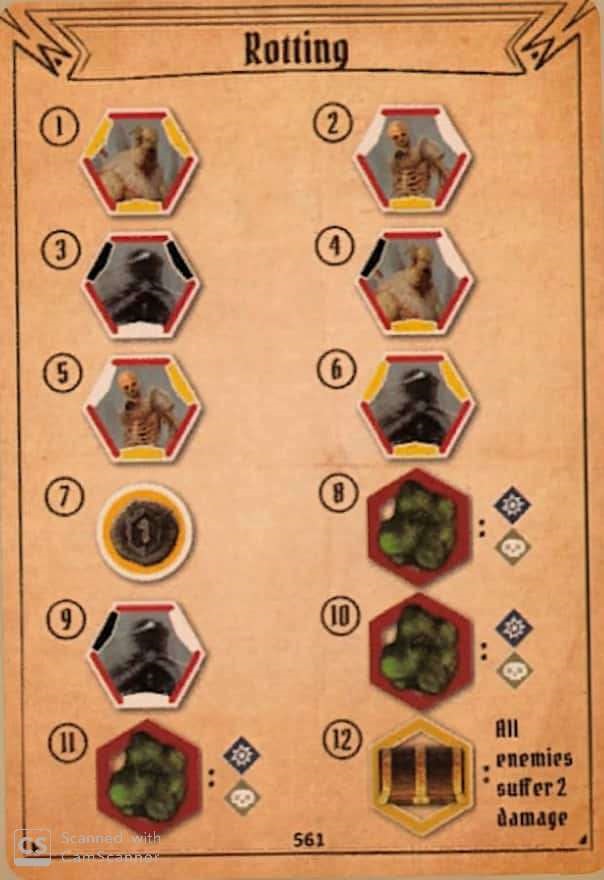 Rotting
1
2
3
4
5
6
7
1
8
:
9
10
:
11
:
12
:
All
enemies
suffer 2
damage
561
CS
Scanned with
CamScanner